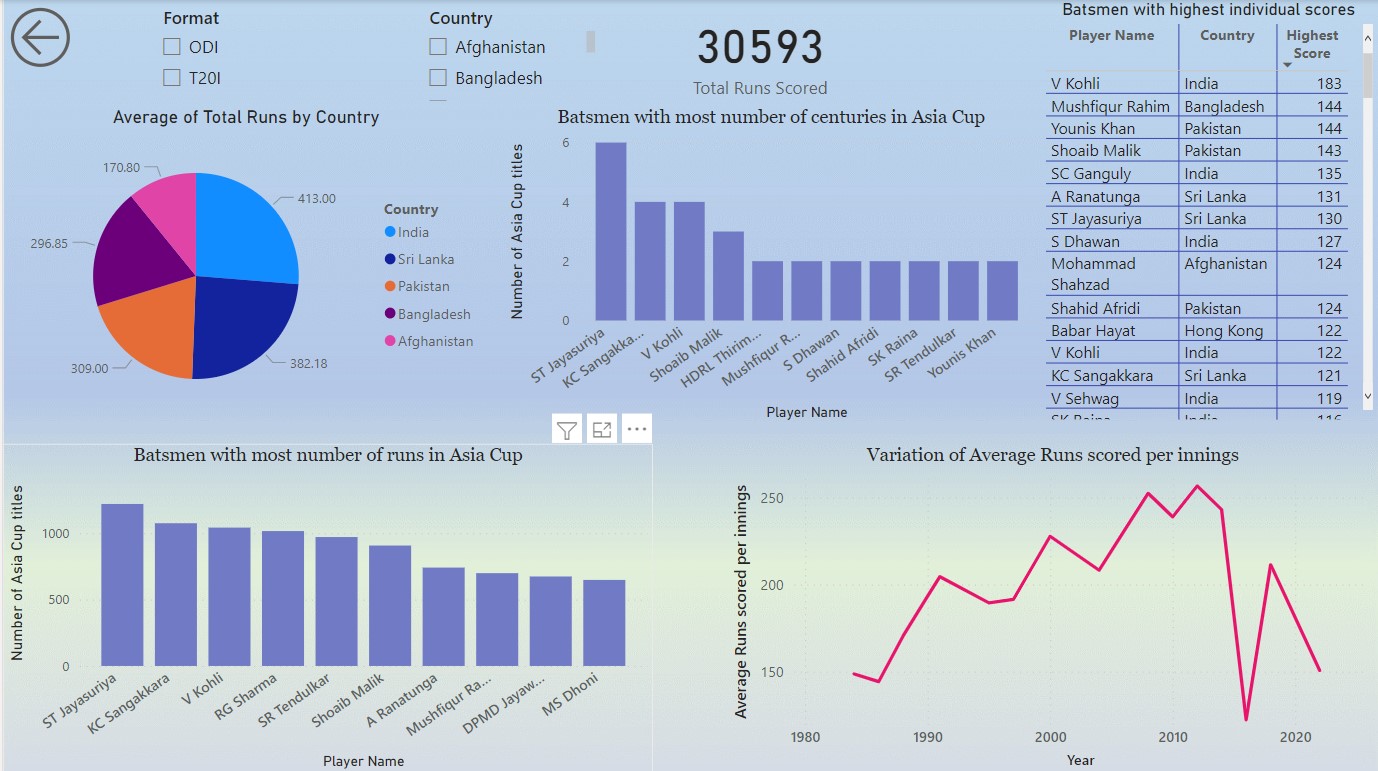 Format
ODI
T20I
Country
Afghanistan
Bangladesh
30593
Total Runs Scored
Average of Total Runs by Country
170.80
413.00
296.85
309.00
382.18
Country
India
Sri Lanka
Pakistan
Bangladesh
Afghanistan
Batsmen with most number of centuries in Asia Cup
Number of Asia Cup titles
6
4
2
0
ST Jayasuriya
KC Sangakka...
V Kohli
Shoaib Malik
HDRL Thirim...
Mushfiqur R...
S Dhawan
Shahid Afridi
SK Raina
SR Tendulkar
Younis Khan
Player Name
Batsmen with highest individual scores
Player Name Country Highest
Score
V Kohli India 183
Mushfiqur Rahim Bangladesh 144
Younis Khan Pakistan 144
Shoaib Malik Pakistan 143
SC Ganguly India 135
A Ranatunga Sri Lanka 131
ST Jayasuriya Sri Lanka 130
S Dhawan India 127
Mohammad Afghanistan 124
Shahzad
Shahid Afridi Pakistan 124
Babar Hayat Hong Kong 122
V Kohli India 122
KC Sangakkara Sri Lanka 121
V Sehwag India 119
SK Raina India 116
Batsmen with most number of runs in Asia Cup
Number of Asia Cup titles
1000
500
0
ST Jayasuriya
KC Sangakkara
V Kohli
RG Sharma
SR Tendulkar
Shoaib Malik
A Ranatunga
Mushfiqur Ra...
DPMD Jayaw...
MS Dhoni
Player Name
Variation of Average Runs scored per innings
Average Runs scored per innings
250
200
150
1980 1990 2000 2010 2020
Year